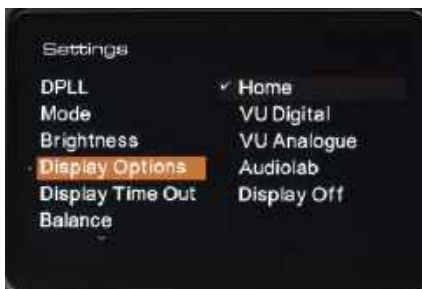 Settings
DPLL
Mode
Brightness
Display Options
Display Time Out
Balance
✓ Home
VU Digital
VU Analogue
Audiolab
Display Off